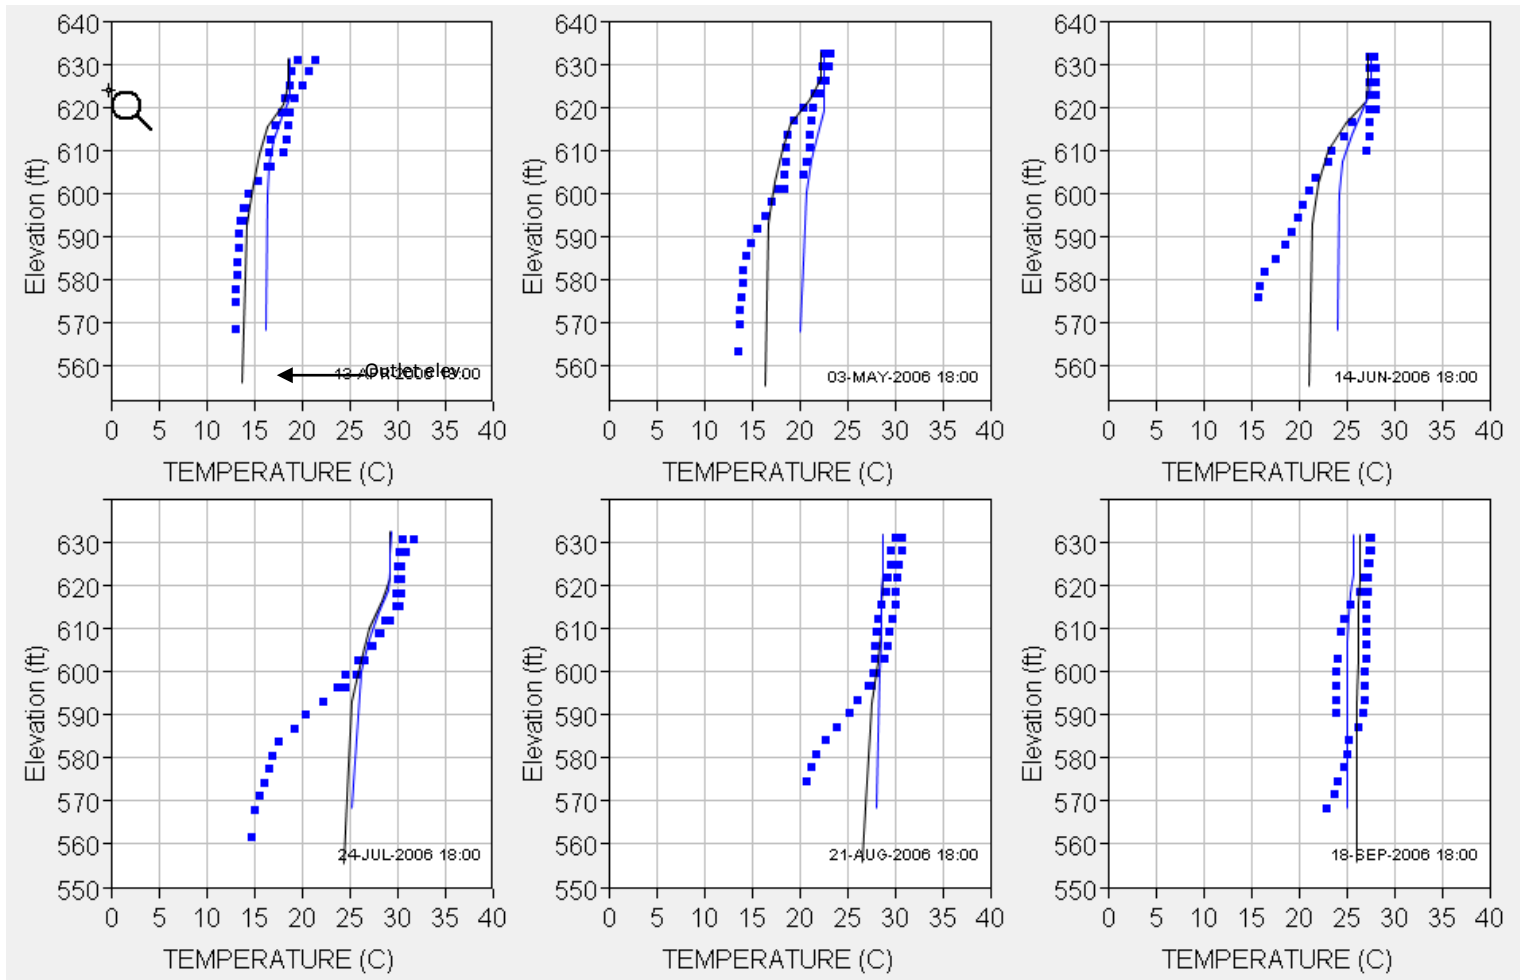 640
630
620
610
600
590
580
570
560
Elevation (ft)
13-APR-2006 18:00
Outlet elev.
0 5 10 15 20 25 30 35 40
TEMPERATURE (C)
640
630
620
610
600
590
580
570
560
Elevation (ft)
03-MAY-2006 18:00
0 5 10 15 20 25 30 35 40
TEMPERATURE (C)
640
630
620
610
600
590
580
570
560
Elevation (ft)
14-JUN-2006 18:00
0 5 10 15 20 25 30 35 40
TEMPERATURE (C)
630
620
610
600
590
580
570
560
550
Elevation (ft)
24-JUL-2006 18:00
0 5 10 15 20 25 30 35 40
TEMPERATURE (C)
630
620
610
600
590
580
570
560
550
Elevation (ft)
21-AUG-2006 18:00
0 5 10 15 20 25 30 35 40
TEMPERATURE (C)
630
620
610
600
590
580
570
560
550
Elevation (ft)
18-SEP-2006 18:00
0 5 10 15 20 25 30 35 40
TEMPERATURE (C)